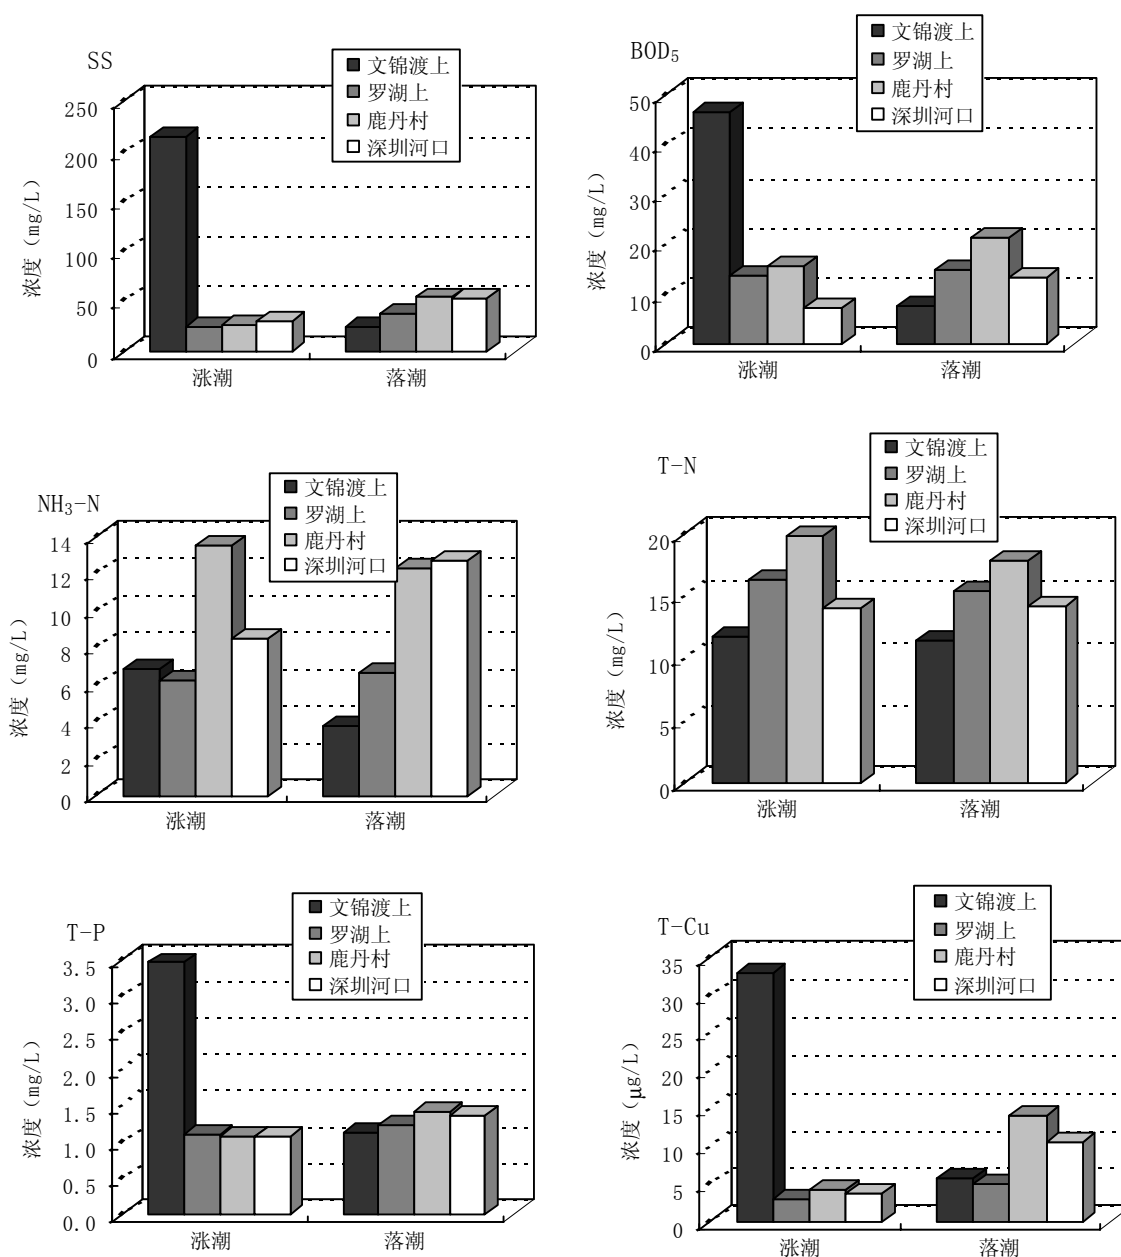 SS
文锦渡上
罗湖上
鹿丹村
深圳河口
浓度（mg/L）
250
200
150
100
50
0
涨潮
落潮
BOD5
文锦渡上
罗湖上
鹿丹村
深圳河口
浓度（mg/L）
50
40
30
20
10
0
涨潮
落潮
NH3-N
文锦渡上
罗湖上
鹿丹村
深圳河口
浓度（mg/L）
14
12
10
8
6
4
2
0
涨潮
落潮
T-N
文锦渡上
罗湖上
鹿丹村
深圳河口
浓度（mg/L）
20
15
10
5
0
涨潮
落潮
T-P
文锦渡上
罗湖上
鹿丹村
深圳河口
浓度（mg/L）
3.5
3.0
2.5
2.0
1.5
1.0
0.5
0.0
涨潮
落潮
T-Cu
文锦渡上
罗湖上
鹿丹村
深圳河口
浓度（μg/L）
35
30
25
20
15
10
5
0
涨潮
落潮